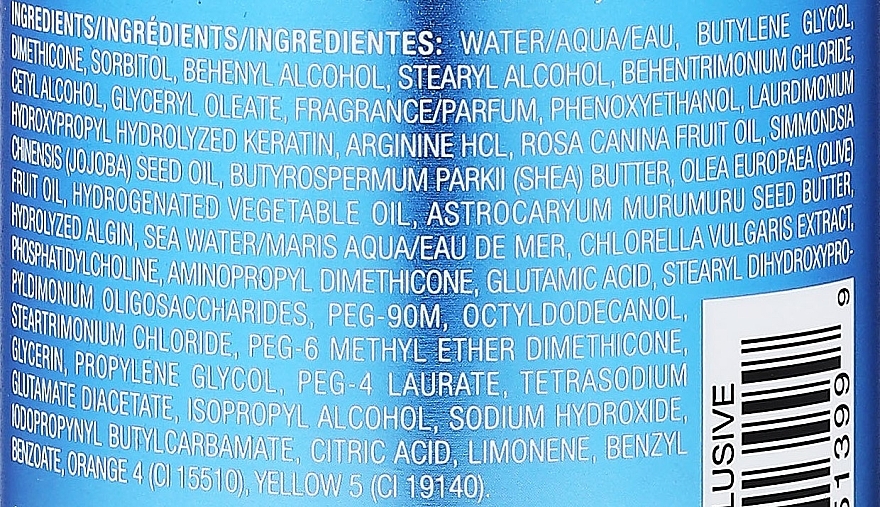 INGREDIENTS/INGRÉDIENTS/INGREDIENTES: WATER/AQUA/EAU, BUTYLENE GLYCOL,
DIMETHICONE, SORBITOL, BEHENYL ALCOHOL, STEARYL ALCOHOL, BEHENTRIMONIUM CHLORIDE,
CETYL ALCOHOL, GLYCERYL OLEATE, FRAGRANCE/PARFUM, PHENOXYETHANOL, LAURDIMONIUM
HYDROXYPROPYL HYDROLYZED KERATIN, ARGININE HCL, ROSA CANINA FRUIT OIL, SIMMONDSIA
CHINENSIS (JOJOBA) SEED OIL, BUTYROSPERMUM PARKII (SHEA) BUTTER, OLEA EUROPAEA (OLIVE)
FRUIT OIL, HYDROGENATED VEGETABLE OIL, ASTROCARYUM MURUMURU SEED BUTTER,
HYDROLYZED ALGIN, SEA WATER/MARIS AQUA/EAU DE MER, CHLORELLA VULGARIS EXTRACT,
PHOSPHATIDYLCHOLINE, AMINOPROPYL DIMETHICONE, GLUTAMIC ACID, STEARYL DIHYDROXYPRO-
PYLDIMONIUM OLIGOSACCHARIDES, PEG-90M, OCTYLDODECANOL,
STEARTRIMONIUM CHLORIDE, PEG-6 METHYL ETHER DIMETHICONE,
GLYCERIN, PROPYLENE GLYCOL, PEG-4 LAURATE, TETRASODIUM
GLUTAMATE DIACETATE, ISOPROPYL ALCOHOL, SODIUM HYDROXIDE,
IODOPROPYNYL BUTYLCARBAMATE, CITRIC ACID, LIMONENE, BENZYL
BENZOATE, ORANGE 4 (CI 15510), YELLOW 5 (CI 19140).
LUSIVE
51399 9